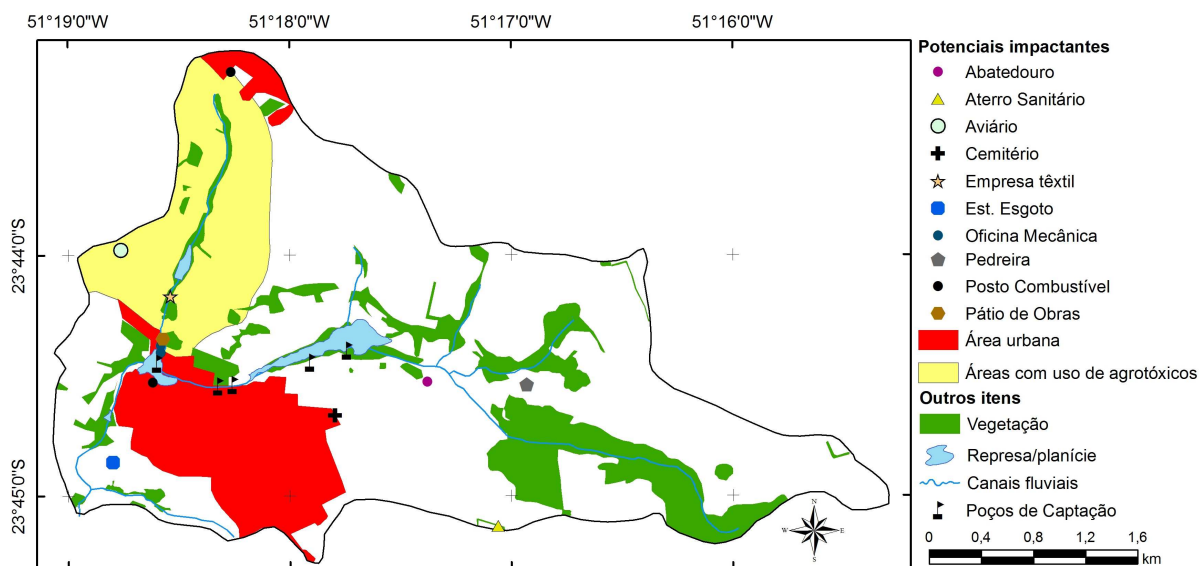 51°19'0"W 51°18'0"W 51°17'0"W 51°16'0"W
23°44'0"S
23°45'0"S
Potenciais impactantes
Abatedouro
Aterro Sanitário
Aviário
Cemitério
Empresa têxtil
Est. Esgoto
Oficina Mecânica
Pedreira
Posto Combustível
Pátio de Obras
Área urbana
Áreas com uso de agrotóxicos
Outros itens
Vegetação
Represa/planície
Canais fluviais
Poços de Captação
N
W E
S
0 0,4 0,8 1,2 1,6
km